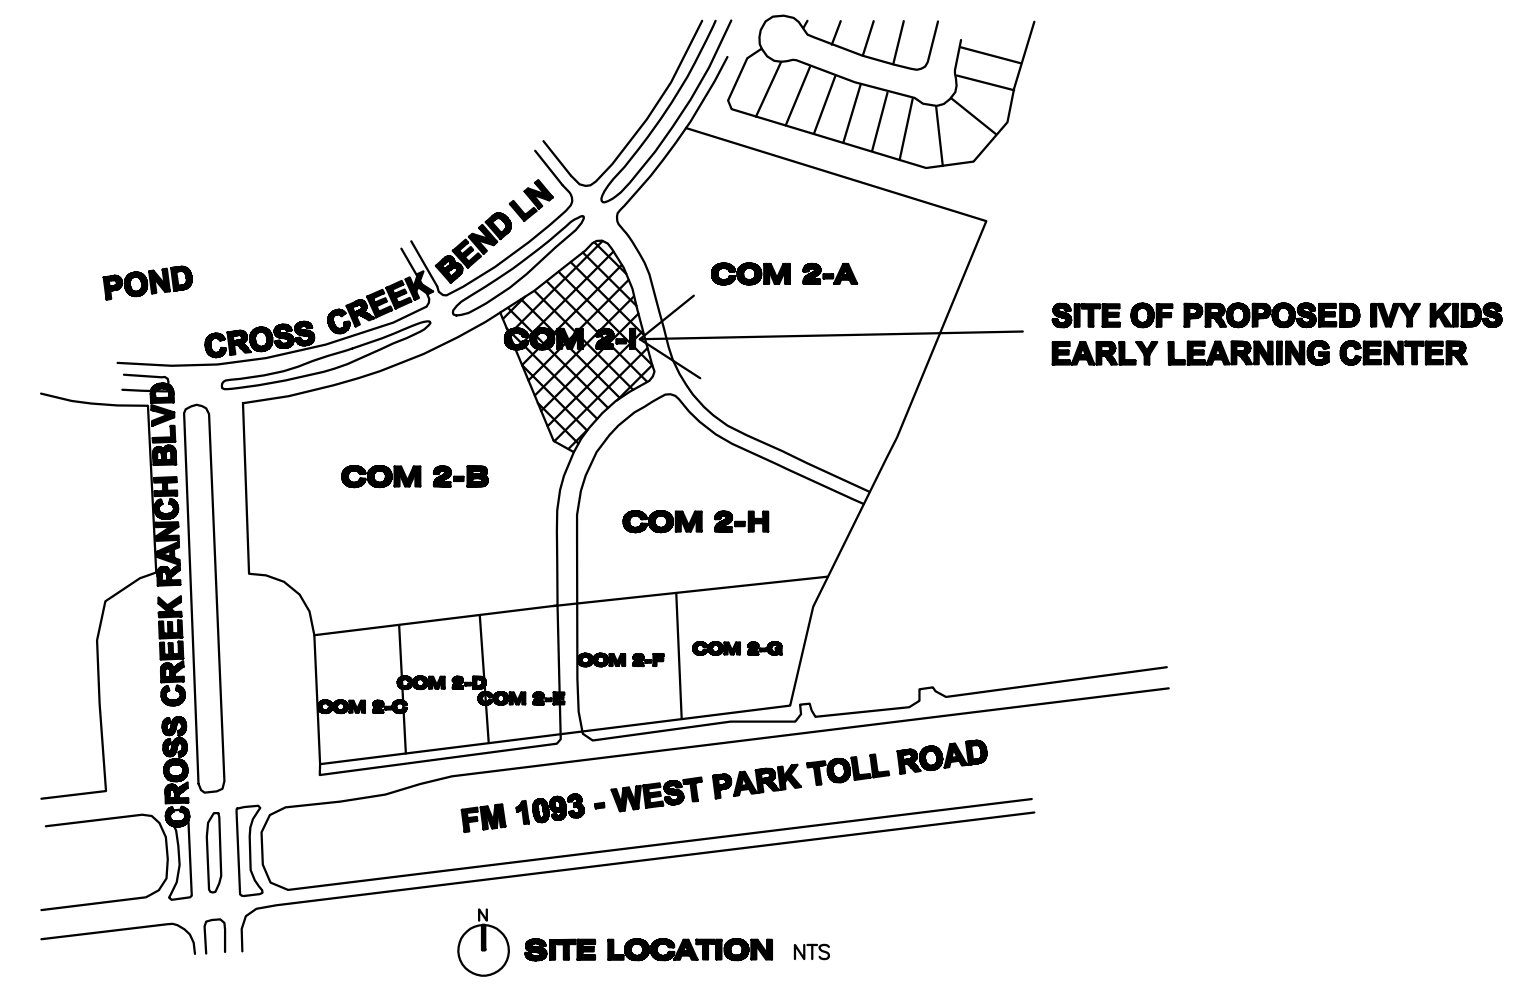 POND
CROSS CREEK BEND LN
COM 2-A
SITE OF PROPOSED IVY KIDS
EARLY LEARNING CENTER
COM 2-I
CROSS CREEK RANCH BLVD
COM 2-B
COM 2-H
COM 2-C
COM 2-D
COM 2-E
COM 2-F
COM 2-G
FM 1093 - WEST PARK TOLL ROAD
N
SITE LOCATION NTS